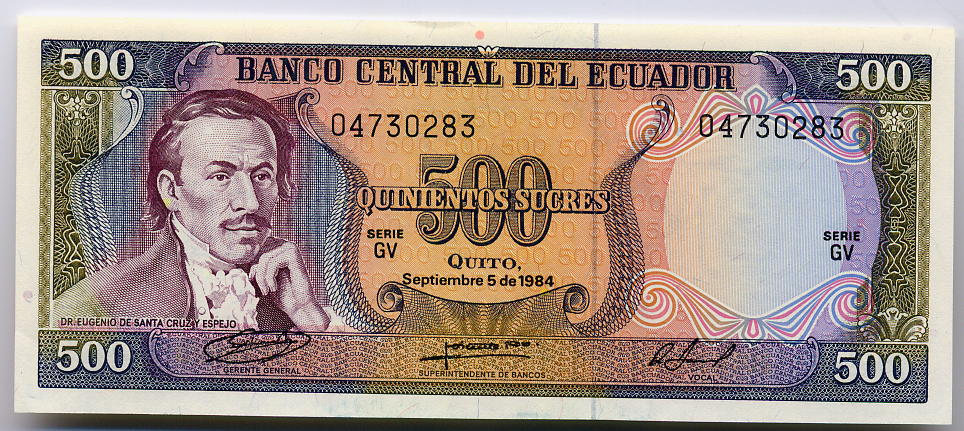 500 500
BANCO CENTRAL DEL ECUADOR
04730283 04730283
500
QUINIENTOS SUCRES
SERIE
GV
QUITO,
Septiembre 5 de 1984
SERIE
GV
DR. EUGENIO DE SANTA CRUZ Y ESPEJO
500 500
GERENTE GENERAL SUPERINTENDENTE DE BANCOS VOCAL